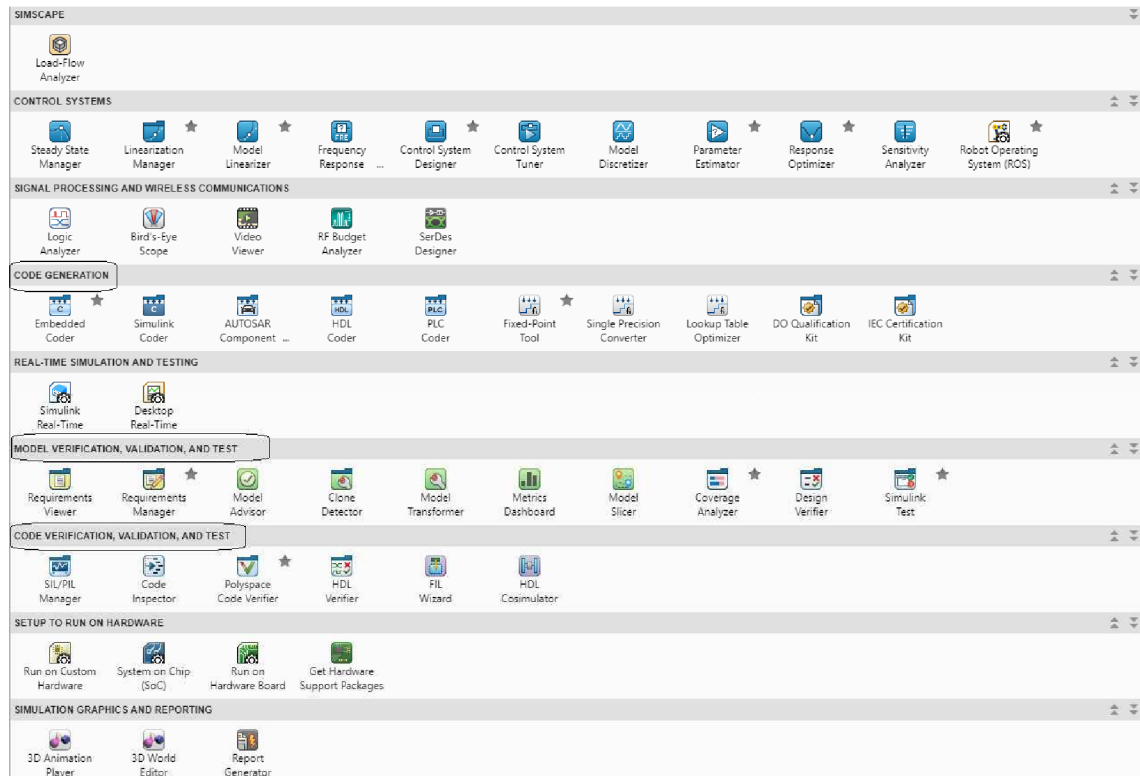 SIMSCAPE
Load-Flow
Analyzer
CONTROL SYSTEMS
Steady State
Manager
Linearization
Manager
Model
Linearizer
Frequency
Response ...
Control System
Designer
Control System
Tuner
Model
Discretizer
Parameter
Estimator
Response
Optimizer
Sensitivity
Analyzer
Robot Operating
System (ROS)
SIGNAL PROCESSING AND WIRELESS COMMUNICATIONS
Logic
Analyzer
Bird's-Eye
Scope
Video
Viewer
RF Budget
Analyzer
SerDes
Designer
CODE GENERATION
Embedded
Coder
Simulink
Coder
AUTOSAR
Component ...
HDL
Coder
PLC
Coder
Fixed-Point
Tool
Single Precision
Converter
Lookup Table
Optimizer
DO Qualification
Kit
IEC Certification
Kit
REAL-TIME SIMULATION AND TESTING
Simulink
Real-Time
Desktop
Real-Time
MODEL VERIFICATION, VALIDATION, AND TEST
Requirements
Viewer
Requirements
Manager
Model
Advisor
Clone
Detector
Model
Transformer
Metrics
Dashboard
Model
Slicer
Coverage
Analyzer
Design
Verifier
Simulink
Test
CODE VERIFICATION, VALIDATION, AND TEST
SIL/PIL
Manager
Code
Inspector
Polyspace
Code Verifier
HDL
Verifier
FIL
Wizard
HDL
Cosimulator
SETUP TO RUN ON HARDWARE
Run on Custom
Hardware
System on Chip
(SoC)
Run on
Hardware Board
Get Hardware
Support Packages
SIMULATION GRAPHICS AND REPORTING
3D Animation
Player
3D World
Editor
Report
Generator